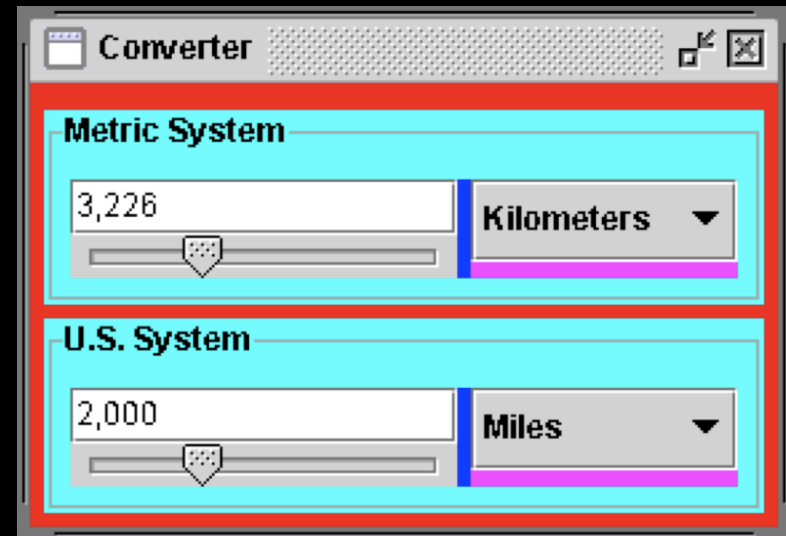 Converter
Metric System
3,226
Kilometers
U.S. System
2,000
Miles